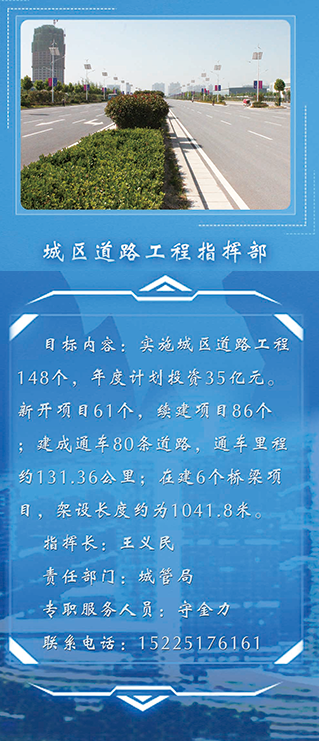 城区道路工程指挥部
目标内容：实施城区道路工程
148个，年度计划投资35亿元。
新开项目61个，续建项目86个
；建成通车80条道路，通车里程
约131.36公里；在建6个桥梁项
目，架设长度约为1041.8米。
指挥长：王义民
责任部门：城管局
专职服务人员：守金力
联系电话：15225176161